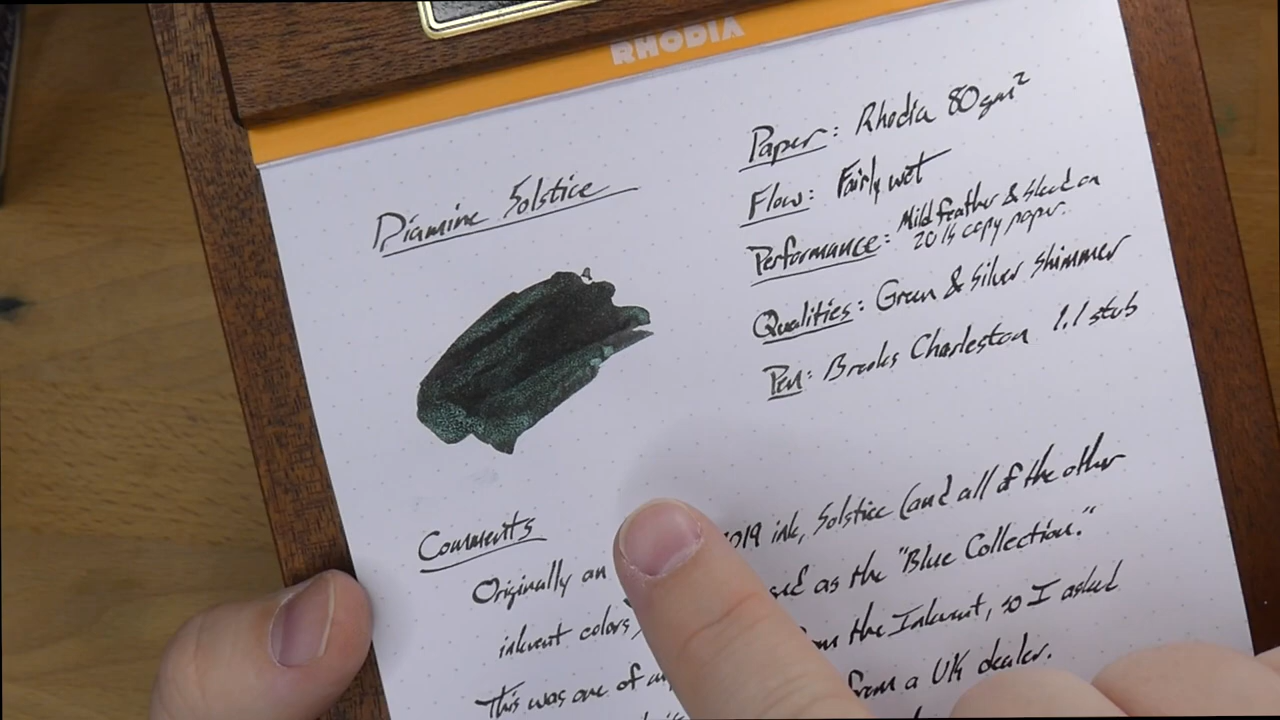 RHODIA
Diamine Solstice
Paper: Rhodia 80gm²
Flow: Fairly wet
Performance: Mild feather & bleed on
20 lb copy paper.
Qualities: Green & Silver Shimmer
Pen: Brooks Charleston 1.1 stub
Comments
Originally an 2019 ink, Solstice (and all of the other
inkvent colors) as the "Blue Collection."
This was one of the Inkvent, so I asked
from a UK dealer.